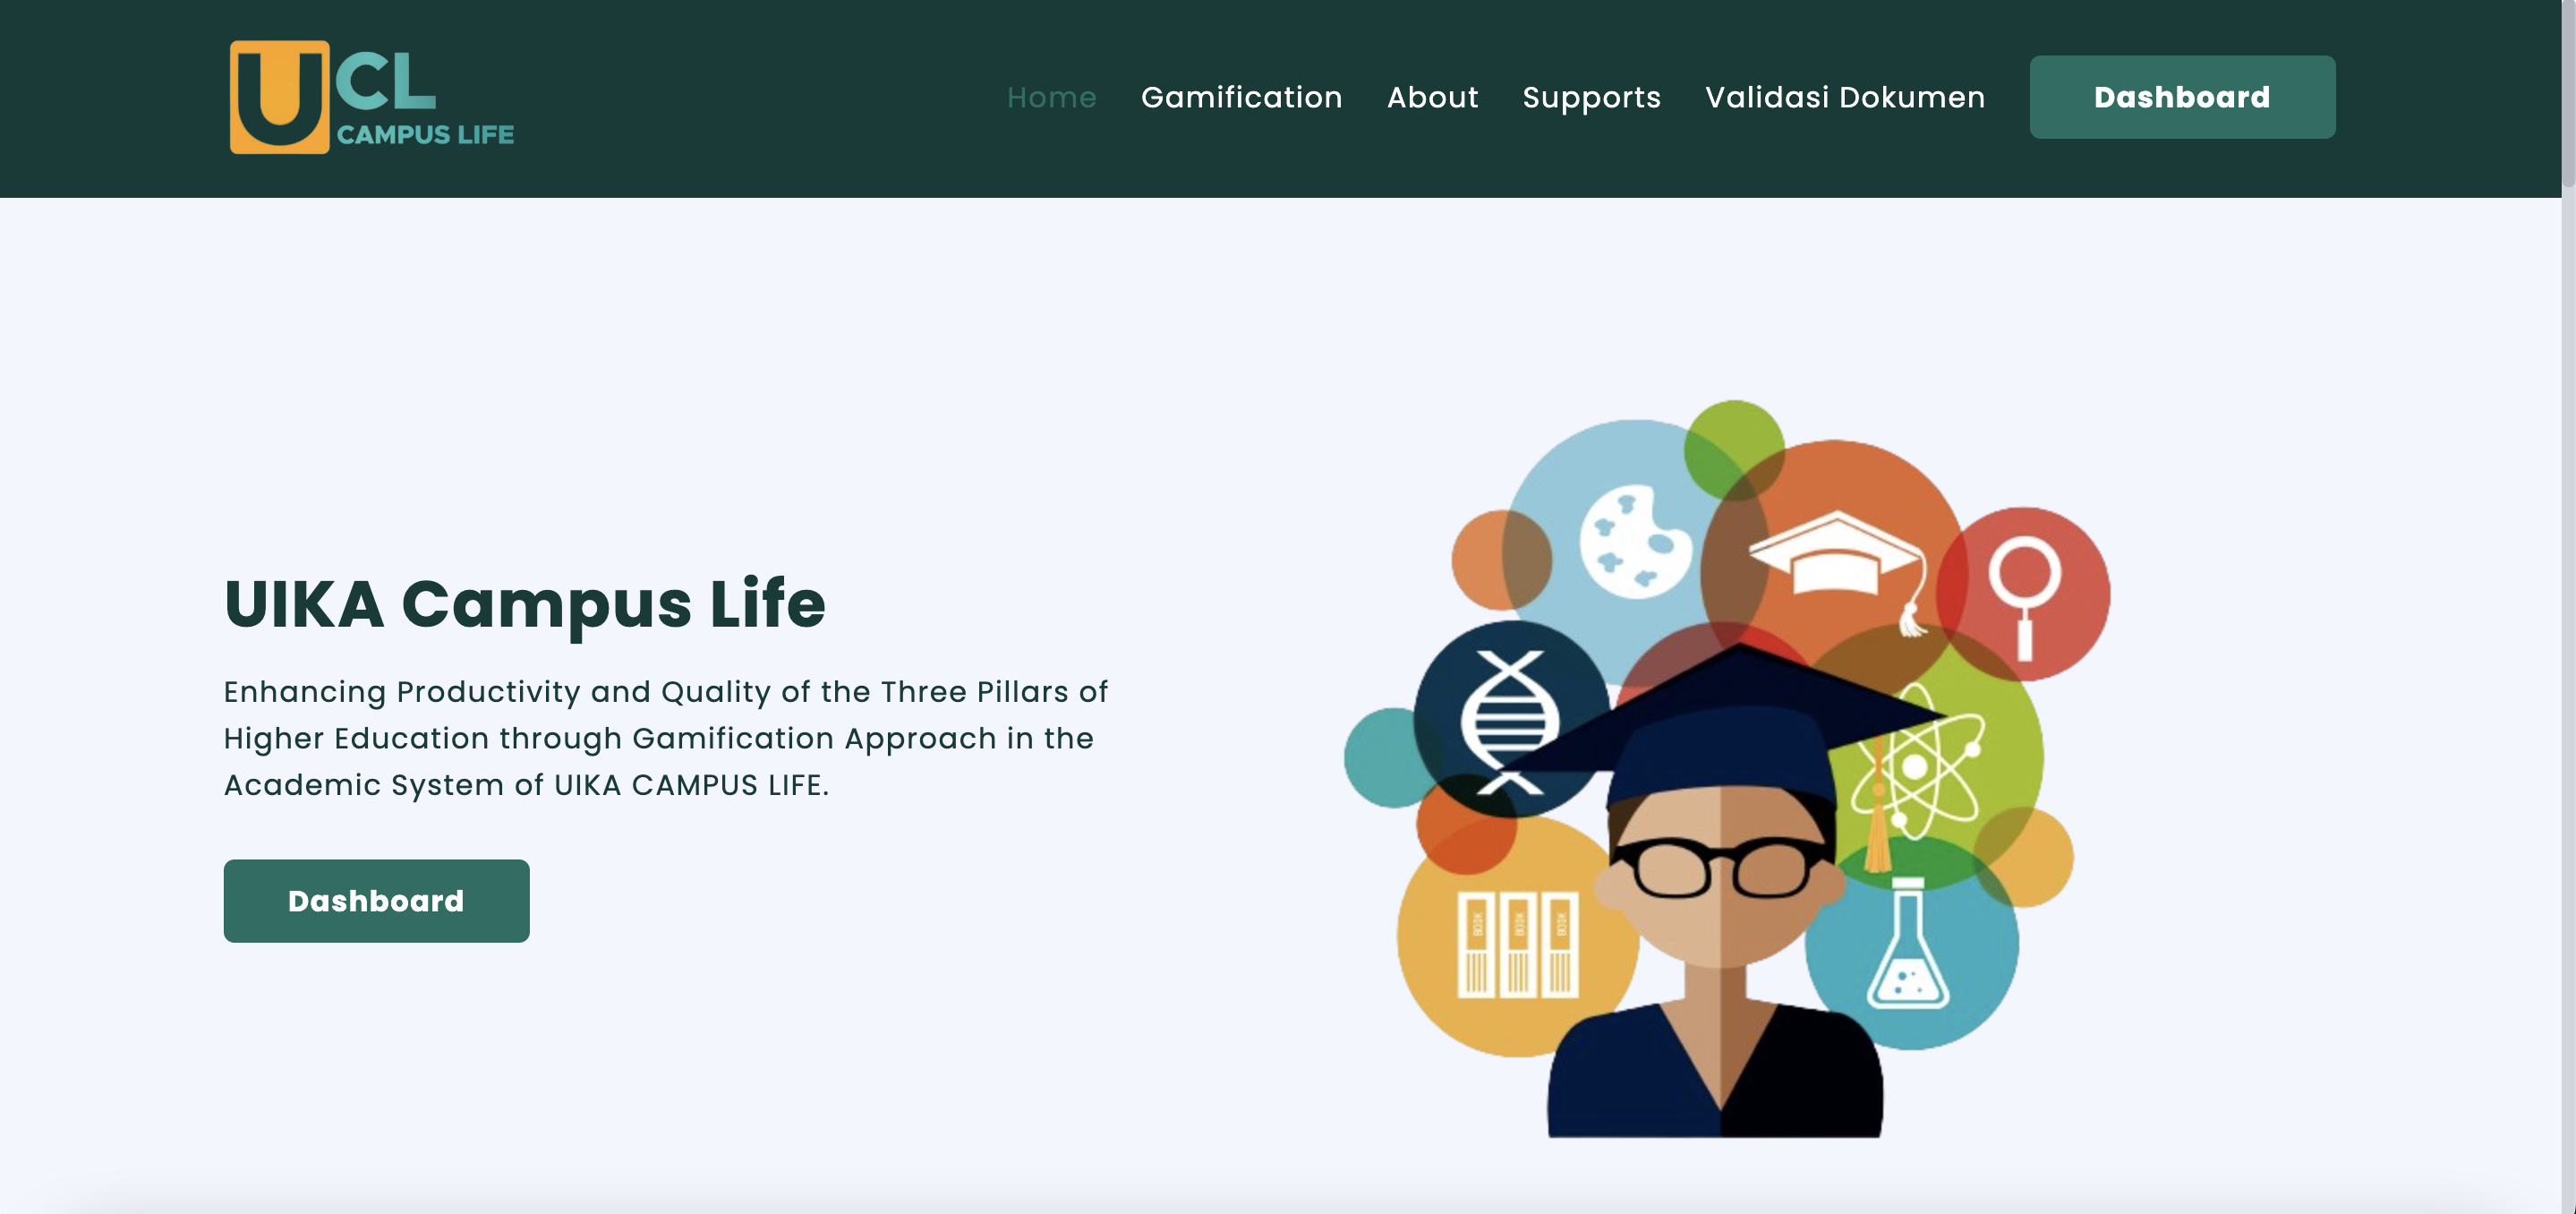 UCL
CAMPUS LIFE
Home
Gamification
About
Supports
Validasi Dokumen
Dashboard
UIKA Campus Life
Enhancing Productivity and Quality of the Three Pillars of
Higher Education through Gamification Approach in the
Academic System of UIKA CAMPUS LIFE.
Dashboard
BOOK
BOOK
BOOK